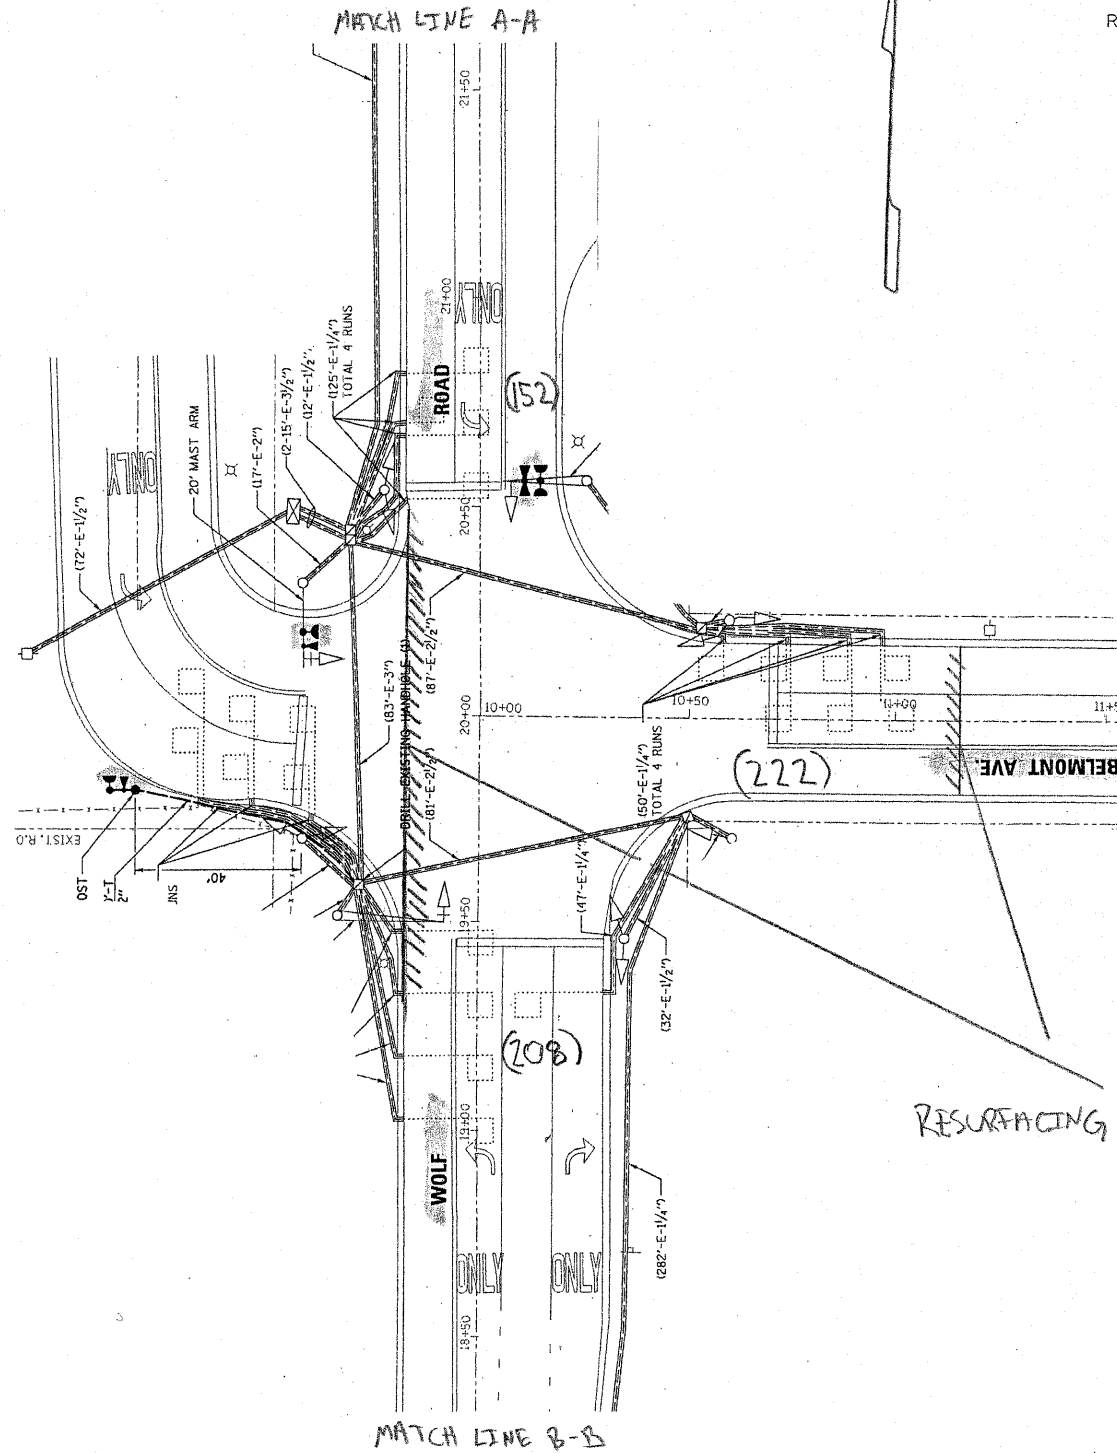 MATCH LINE A-A
R
21+50
21+00
ONLY
(125'-E-1¼")
TOTAL 4 RUNS
ROAD
(152)
(12'-E-1½")
(2-15'-E-3½")
(17'-E-2")
20' MAST ARM
ONLY
(72'-E-1½")
20+50
(87'-E-2½")
(83'-E-3")
DRILL EXISTING HANDHOLE (1)
(81'-E-2½")
20+00
10+00
10+50
11+00
11+5
(50'-E-1¼")
TOTAL 4 RUNS
(222)
BELMONT AVE.
EXIST. R.O
OST
)'-T
2"
JNS
40'
19+50
(47'-E-1¼")
(32'-E-1½")
(208)
RESURFACING
19+00
WOLF
(282'-E-1¼")
ONLY
ONLY
18+50
MATCH LINE B-B